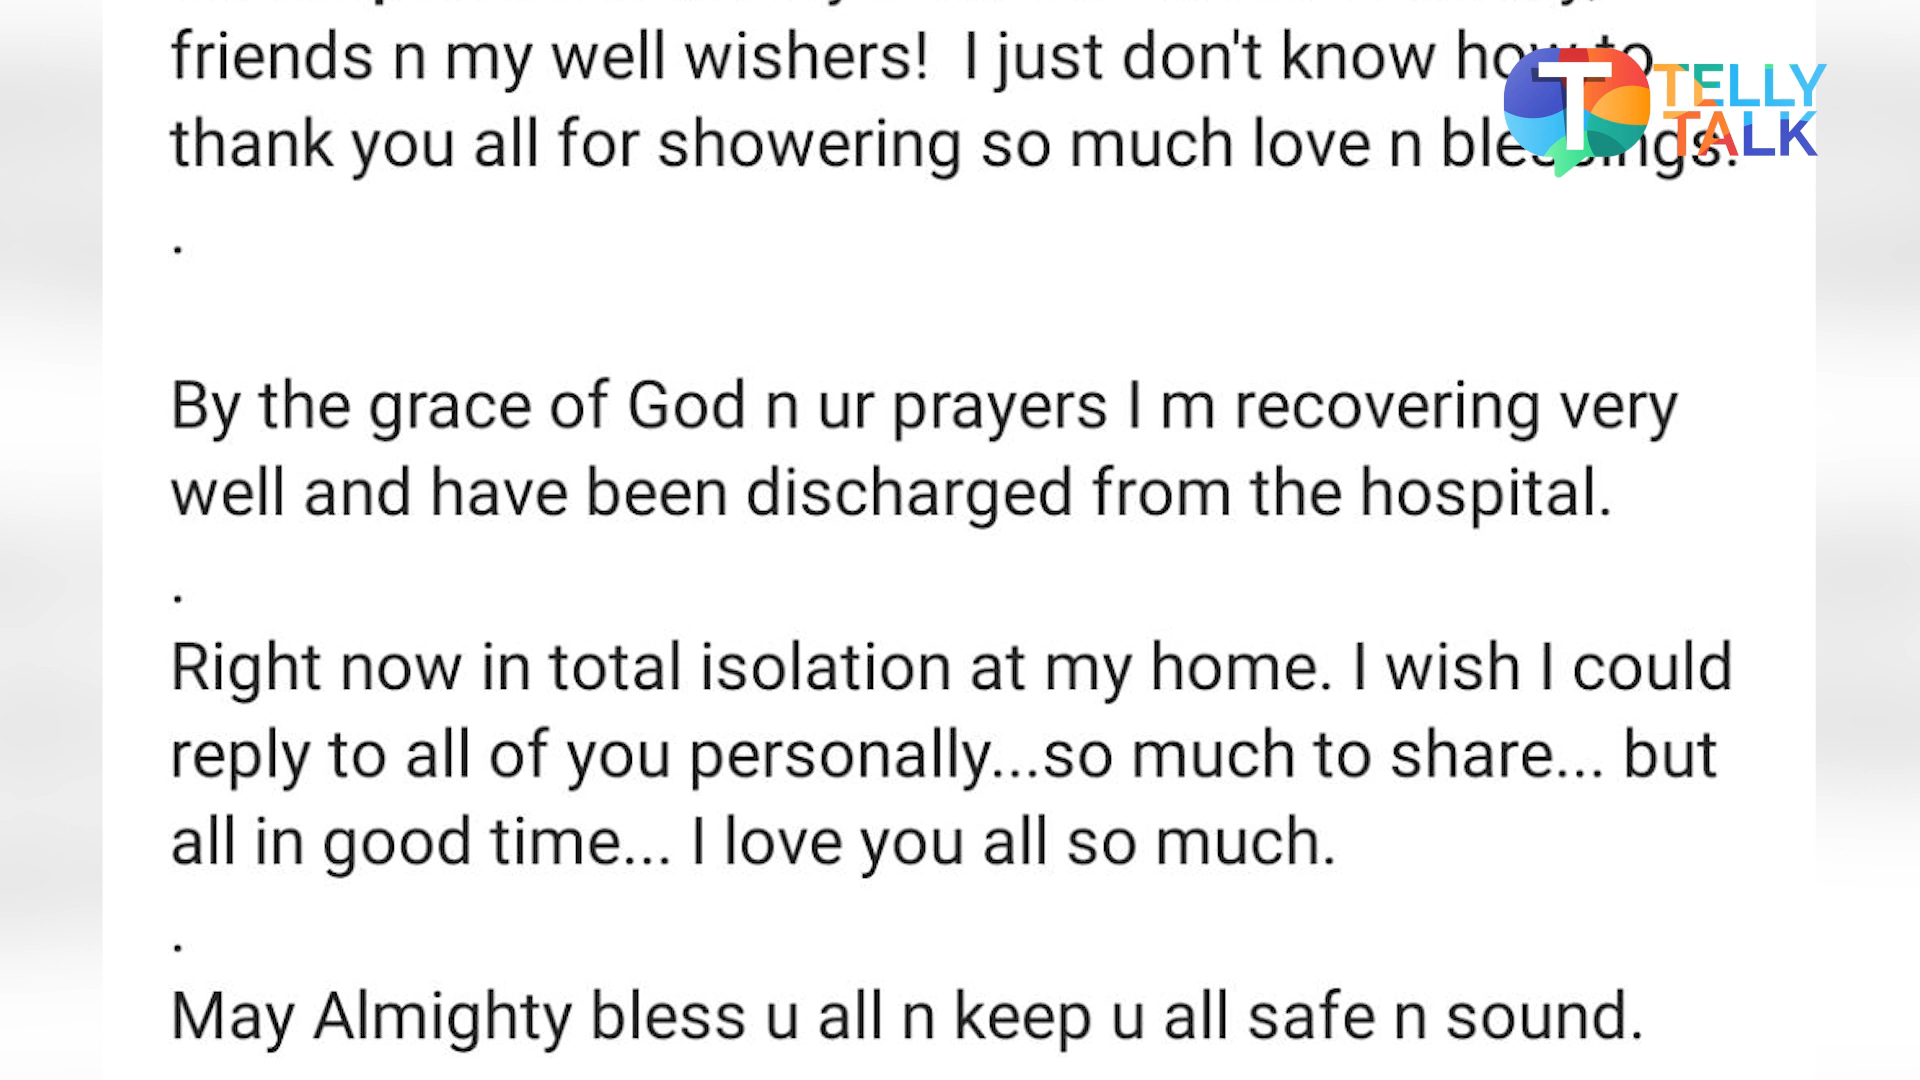 friends n my well wishers!  I just don't know how to
thank you all for showering so much love n blessings!
TELLY
TALK
.
By the grace of God n ur prayers I m recovering very
well and have been discharged from the hospital.
.
Right now in total isolation at my home. I wish I could
reply to all of you personally...so much to share... but
all in good time... I love you all so much.
.
May Almighty bless u all n keep u all safe n sound.